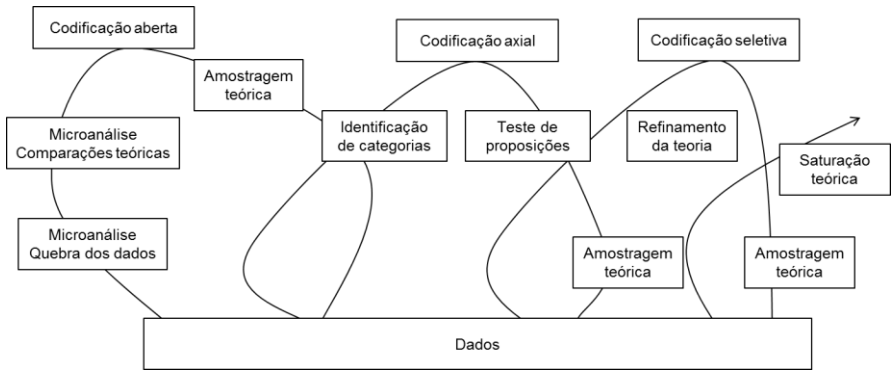 Codificação aberta
Codificação axial
Codificação seletiva
Amostragem
teórica
Microanálise
Comparações teóricas
Identificação
de categorias
Teste de
proposições
Refinamento
da teoria
Saturação
teórica
Microanálise
Quebra dos dados
Amostragem
teórica
Amostragem
teórica
Dados